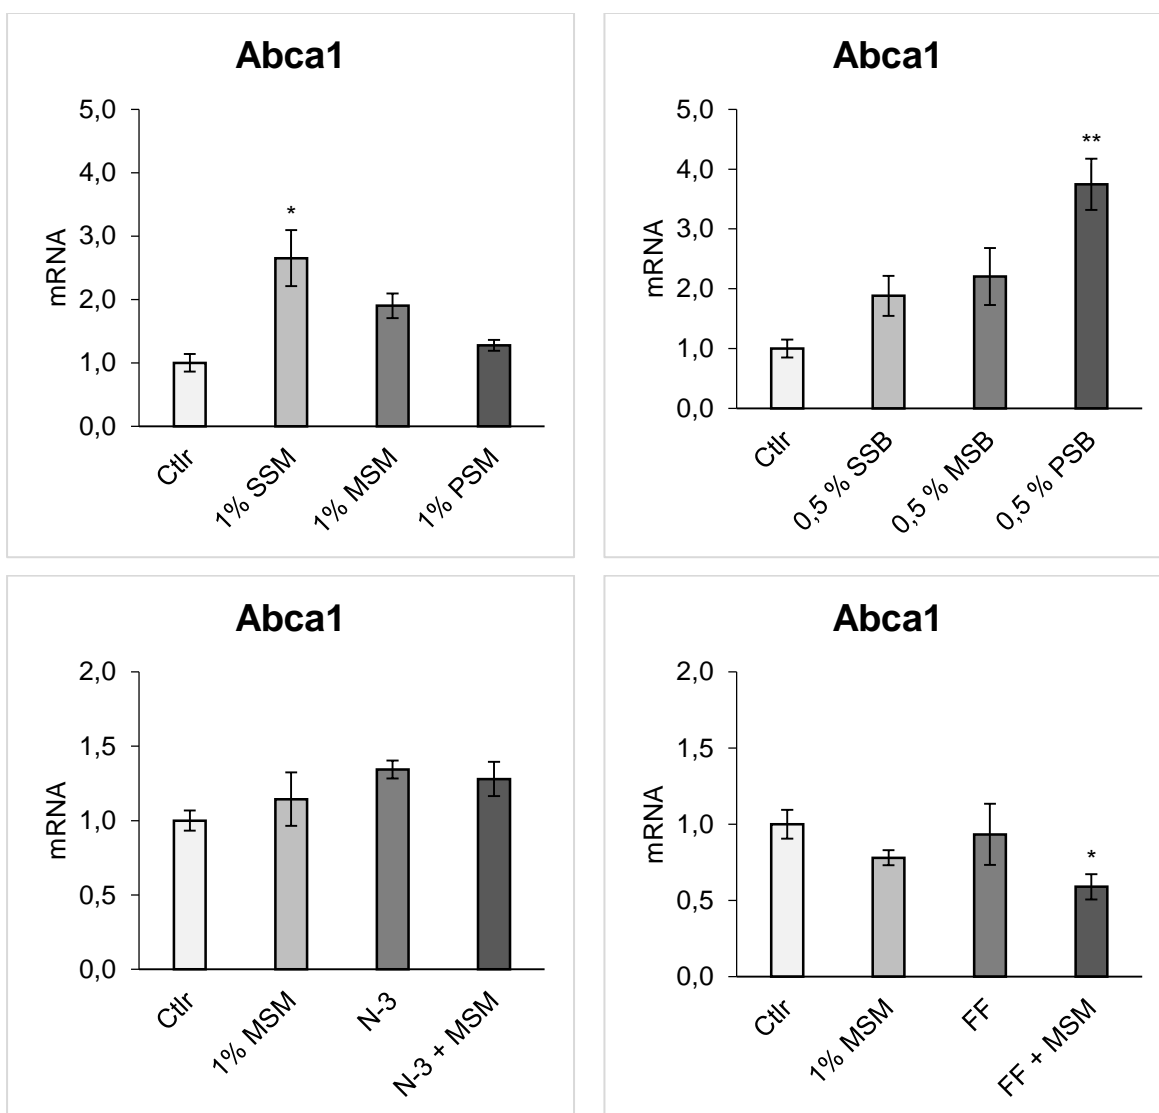 Abca1
5,0
4,0
3,0
2,0
1,0
0,0
mRNA
*
Ctlr
1% SSM
1% MSM
1% PSM
Abca1
5,0
4,0
3,0
2,0
1,0
0,0
mRNA
**
Ctlr
0,5 % SSB
0,5 % MSB
0,5 % PSB
Abca1
2,0
1,5
1,0
0,5
0,0
mRNA
Ctlr
1% MSM
N-3
N-3 + MSM
Abca1
2,0
1,5
1,0
0,5
0,0
mRNA
*
Ctlr
1% MSM
FF
FF + MSM